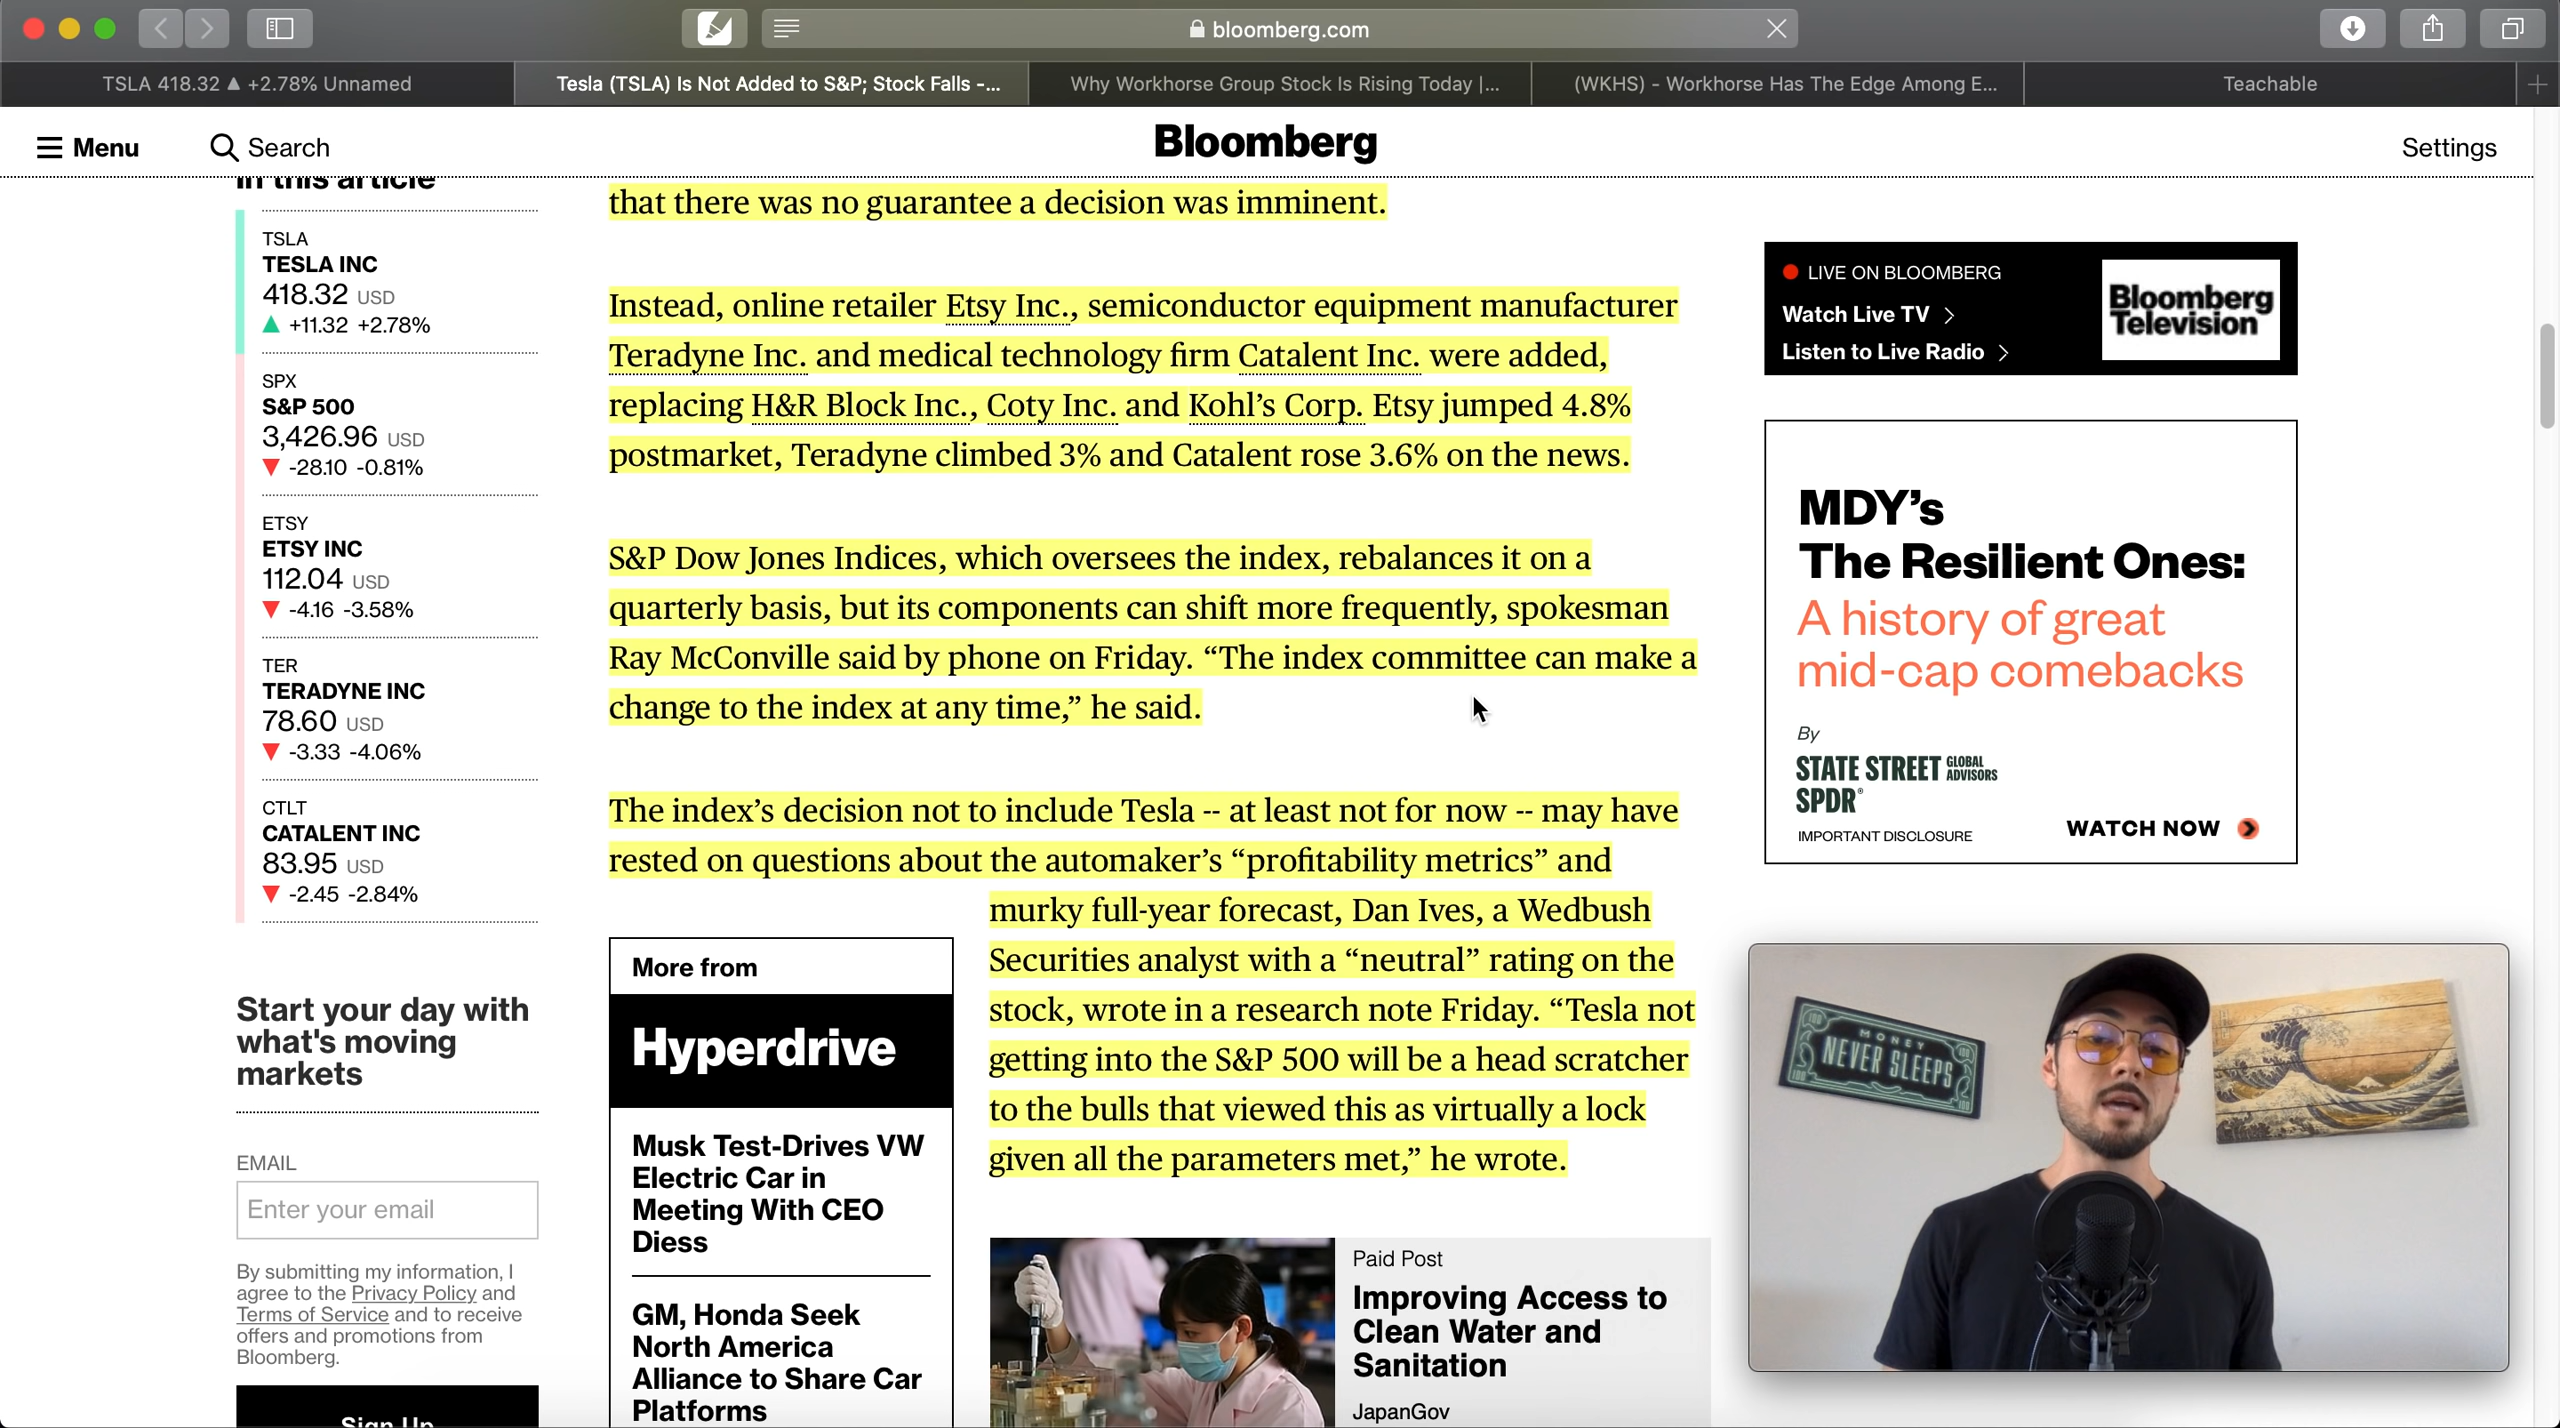 bloomberg.com
TSLA 418.32 ▲ +2.78% Unnamed
Tesla (TSLA) Is Not Added to S&P; Stock Falls -...
Why Workhorse Group Stock Is Rising Today |...
(WKHS) - Workhorse Has The Edge Among E...
Teachable
Menu
Search
Bloomberg
Settings
In this article
TSLA
TESLA INC
418.32 USD
▲ +11.32 +2.78%
SPX
S&P 500
3,426.96 USD
▼ -28.10 -0.81%
ETSY
ETSY INC
112.04 USD
▼ -4.16 -3.58%
TER
TERADYNE INC
78.60 USD
▼ -3.33 -4.06%
CTLT
CATALENT INC
83.95 USD
▼ -2.45 -2.84%
Start your day with
what's moving
markets
EMAIL
Enter your email
By submitting my information, I
agree to the Privacy Policy and
Terms of Service and to receive
offers and promotions from
Bloomberg.
Sign Up
that there was no guarantee a decision was imminent.
Instead, online retailer Etsy Inc., semiconductor equipment manufacturer
Teradyne Inc. and medical technology firm Catalent Inc. were added,
replacing H&R Block Inc., Coty Inc. and Kohl’s Corp. Etsy jumped 4.8%
postmarket, Teradyne climbed 3% and Catalent rose 3.6% on the news.
S&P Dow Jones Indices, which oversees the index, rebalances it on a
quarterly basis, but its components can shift more frequently, spokesman
Ray McConville said by phone on Friday. “The index committee can make a
change to the index at any time,” he said.
The index’s decision not to include Tesla -- at least not for now -- may have
rested on questions about the automaker’s “profitability metrics” and
murky full-year forecast, Dan Ives, a Wedbush
Securities analyst with a “neutral” rating on the
stock, wrote in a research note Friday. “Tesla not
getting into the S&P 500 will be a head scratcher
to the bulls that viewed this as virtually a lock
given all the parameters met,” he wrote.
More from
Hyperdrive
Musk Test-Drives VW
Electric Car in
Meeting With CEO
Diess
GM, Honda Seek
North America
Alliance to Share Car
Platforms
Paid Post
Improving Access to
Clean Water and
Sanitation
JapanGov
LIVE ON BLOOMBERG
Watch Live TV
Listen to Live Radio
Bloomberg
Television
MDY’s
The Resilient Ones:
A history of great
mid-cap comebacks
By
STATE STREET GLOBAL
ADVISORS
SPDR®
IMPORTANT DISCLOSURE
WATCH NOW
100
MONEY
NEVER SLEEPS
100
100